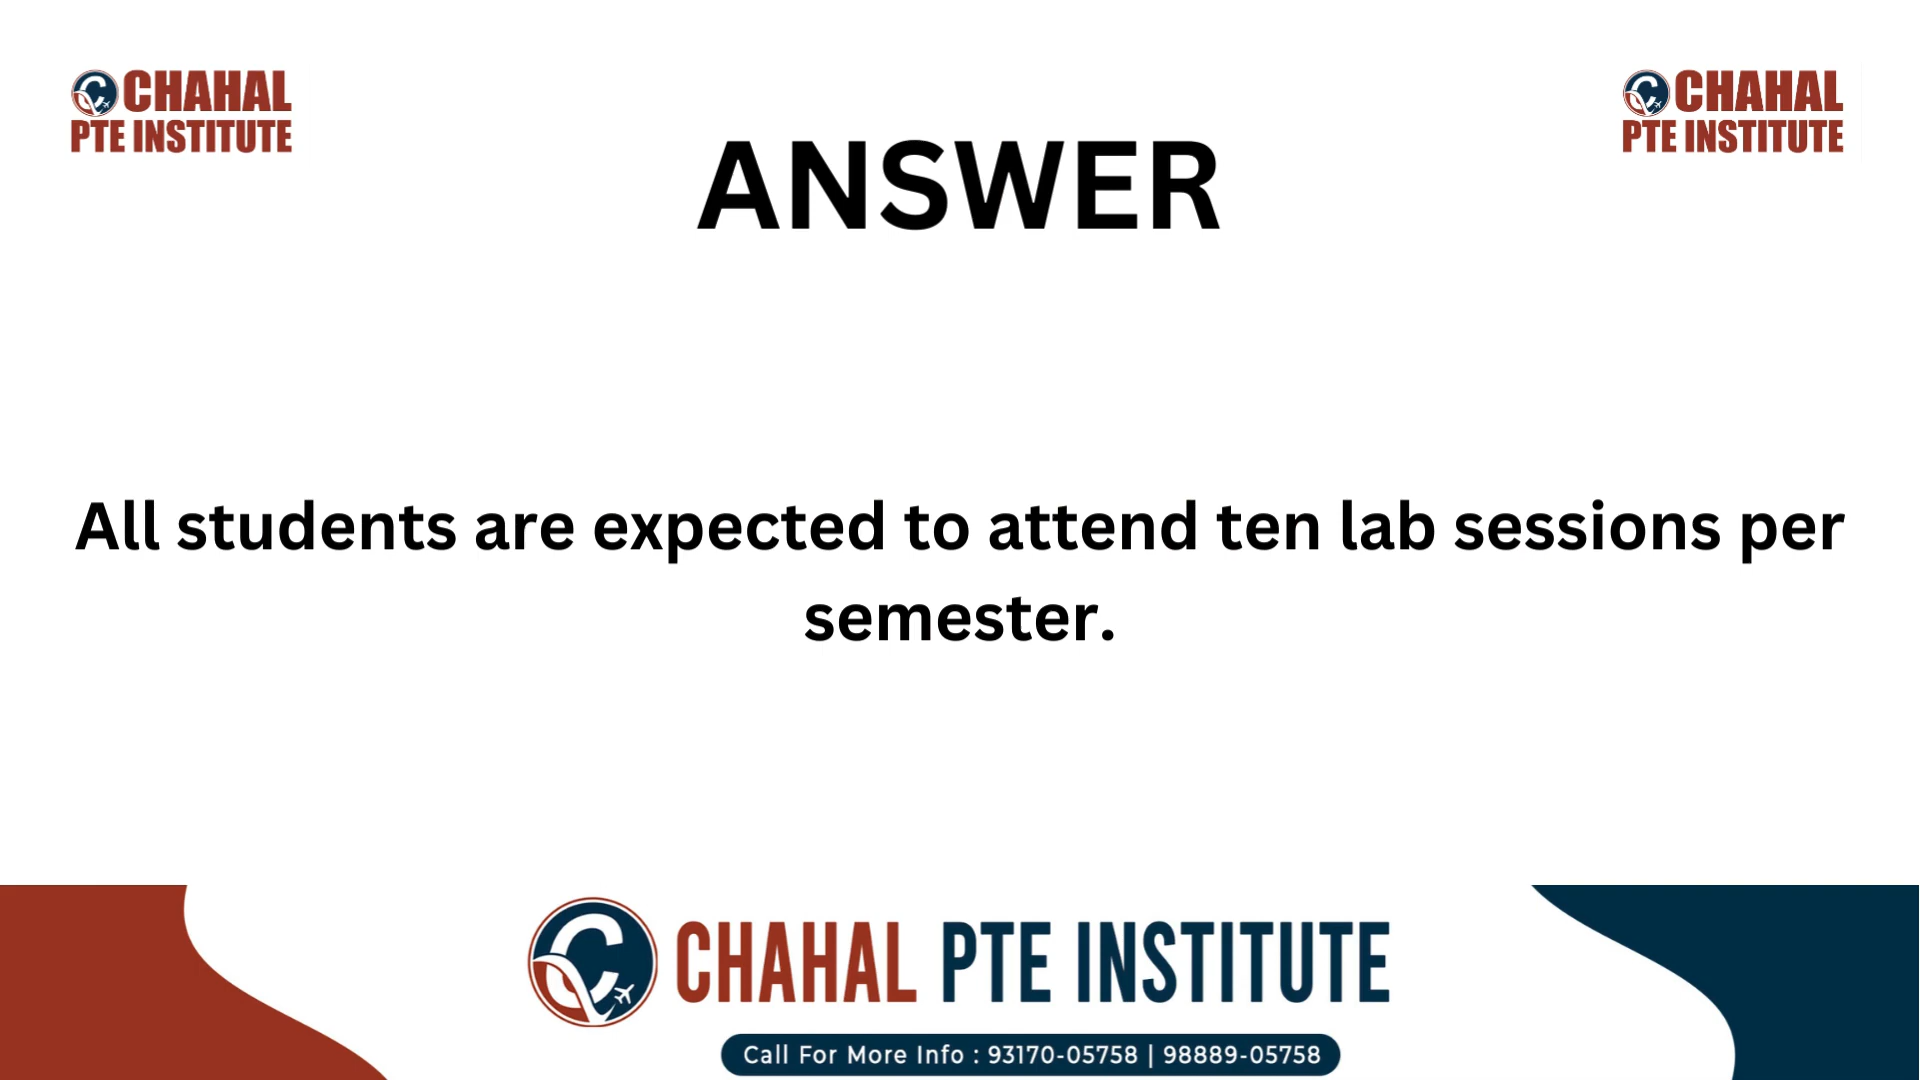 CHAHAL
PTE INSTITUTE
CHAHAL
PTE INSTITUTE
ANSWER
All students are expected to attend ten lab sessions per
semester.
CHAHAL PTE INSTITUTE
Call For More Info : 93170-05758 | 98889-05758